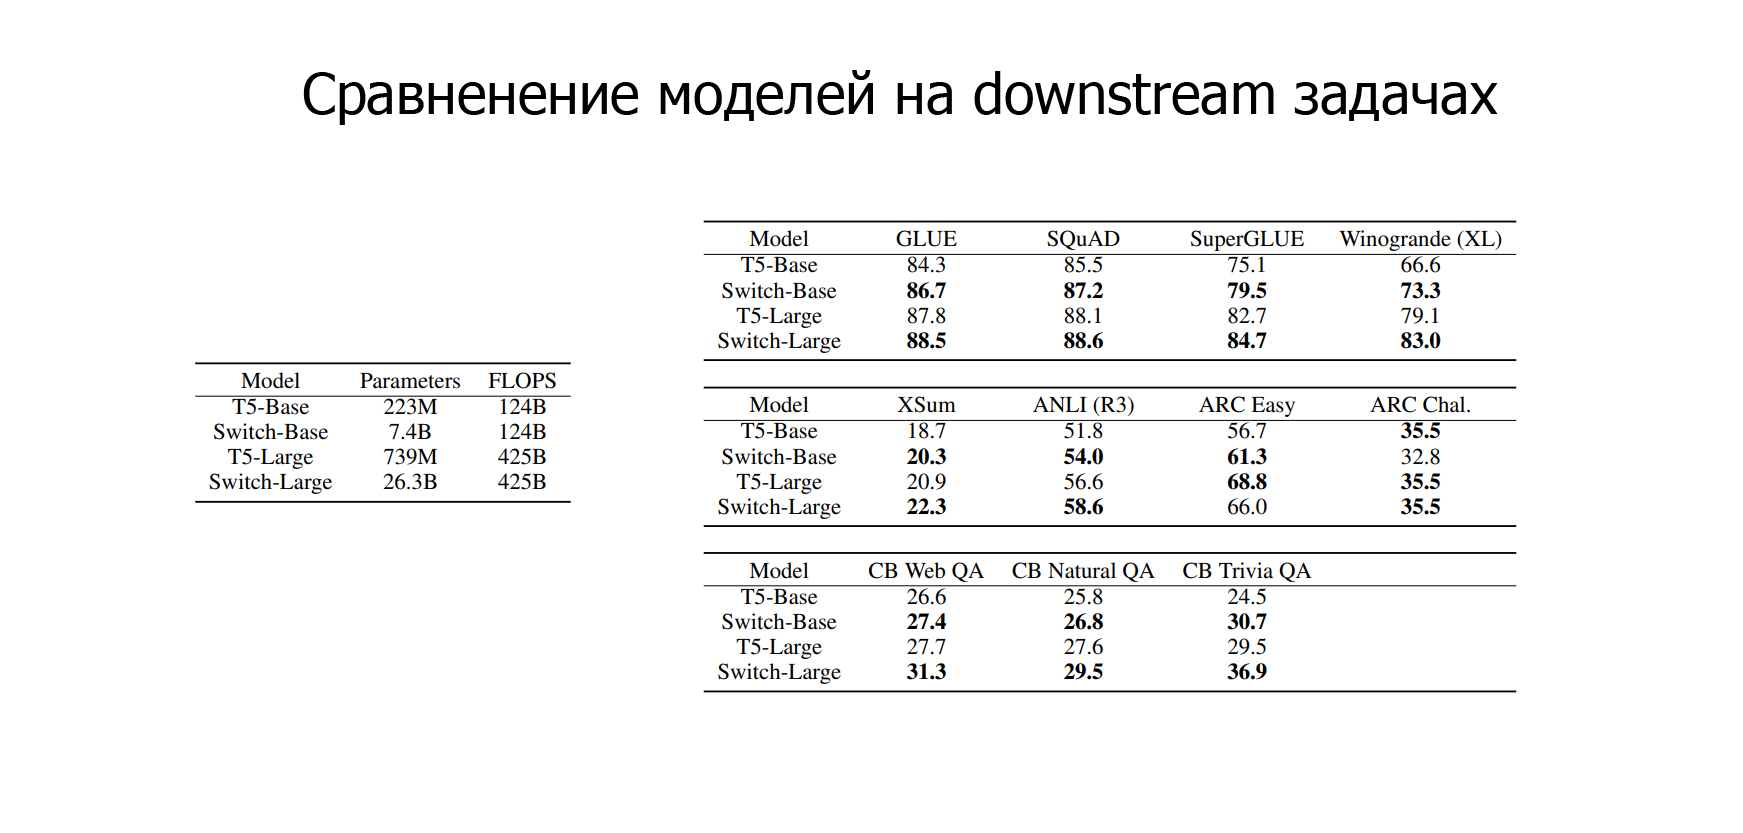 Сравненение моделей на downstream задачах
Model Parameters FLOPS
T5-Base 223M 124B
Switch-Base 7.4B 124B
T5-Large 739M 425B
Switch-Large 26.3B 425B
Model GLUE SQuAD SuperGLUE Winogrande (XL)
T5-Base 84.3 85.5 75.1 66.6
Switch-Base 86.7 87.2 79.5 73.3
T5-Large 87.8 88.1 82.7 79.1
Switch-Large 88.5 88.6 84.7 83.0
Model XSum ANLI (R3) ARC Easy ARC Chal.
T5-Base 18.7 51.8 56.7 35.5
Switch-Base 20.3 54.0 61.3 32.8
T5-Large 20.9 56.6 68.8 35.5
Switch-Large 22.3 58.6 66.0 35.5
Model CB Web QA CB Natural QA CB Trivia QA
T5-Base 26.6 25.8 24.5
Switch-Base 27.4 26.8 30.7
T5-Large 27.7 27.6 29.5
Switch-Large 31.3 29.5 36.9